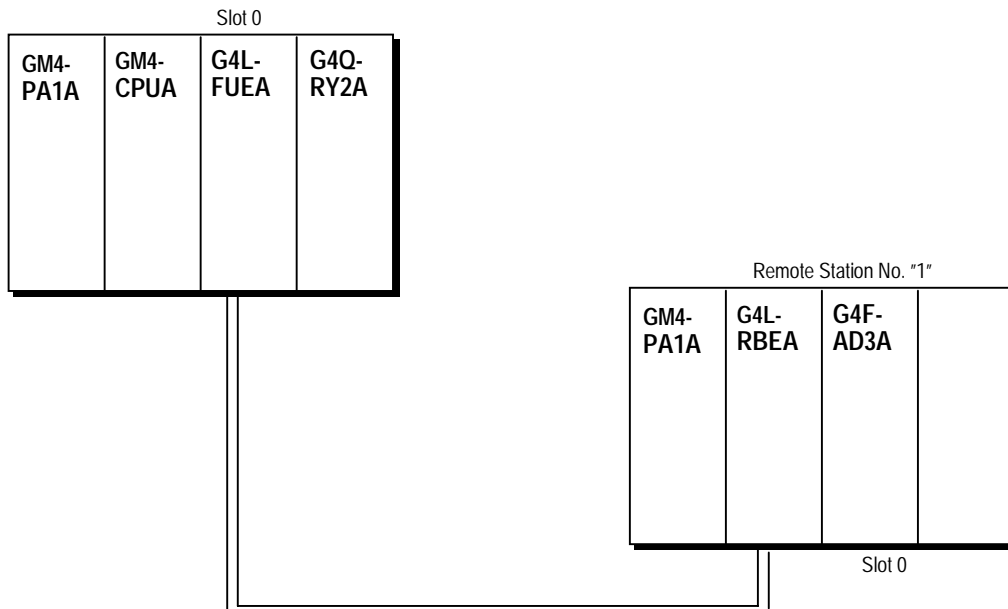 Slot 0
GM4-
PA1A
GM4-
CPUA
G4L-
FUEA
G4Q-
RY2A
Remote Station No. "1"
GM4-
PA1A
G4L-
RBEA
G4F-
AD3A
Slot 0